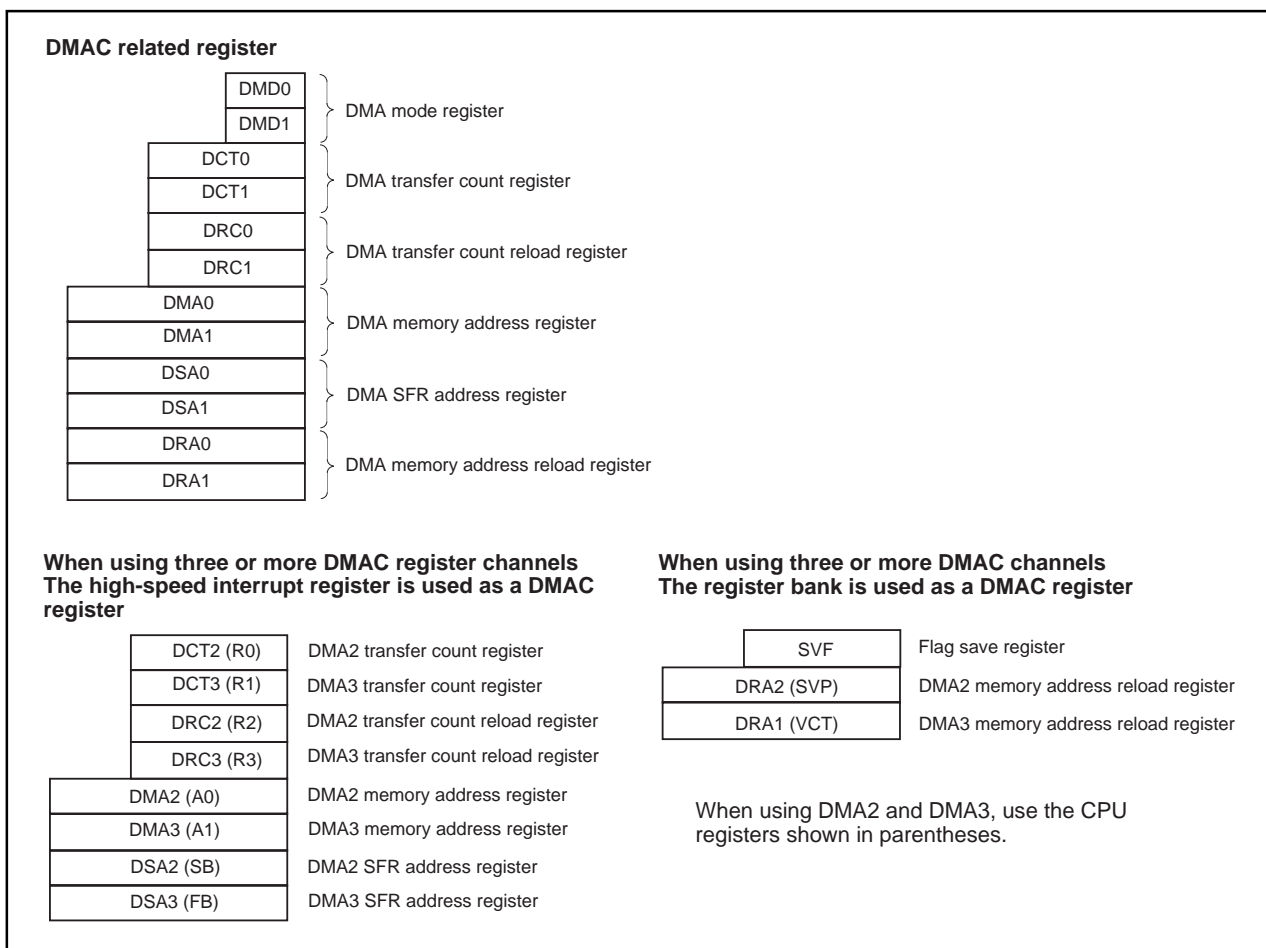 DMAC related register
DMD0
DMD1
DMA mode register
DCT0
DCT1
DMA transfer count register
DRC0
DRC1
DMA transfer count reload register
DMA0
DMA1
DMA memory address register
DSA0
DSA1
DMA SFR address register
DRA0
DRA1
DMA memory address reload register
When using three or more DMAC register channels
The high-speed interrupt register is used as a DMAC
register
DCT2 (R0) DMA2 transfer count register
DCT3 (R1) DMA3 transfer count register
DRC2 (R2) DMA2 transfer count reload register
DRC3 (R3) DMA3 transfer count reload register
DMA2 (A0) DMA2 memory address register
DMA3 (A1) DMA3 memory address register
DSA2 (SB) DMA2 SFR address register
DSA3 (FB) DMA3 SFR address register
When using three or more DMAC channels
The register bank is used as a DMAC register
SVF Flag save register
DRA2 (SVP) DMA2 memory address reload register
DRA1 (VCT) DMA3 memory address reload register
When using DMA2 and DMA3, use the CPU
registers shown in parentheses.